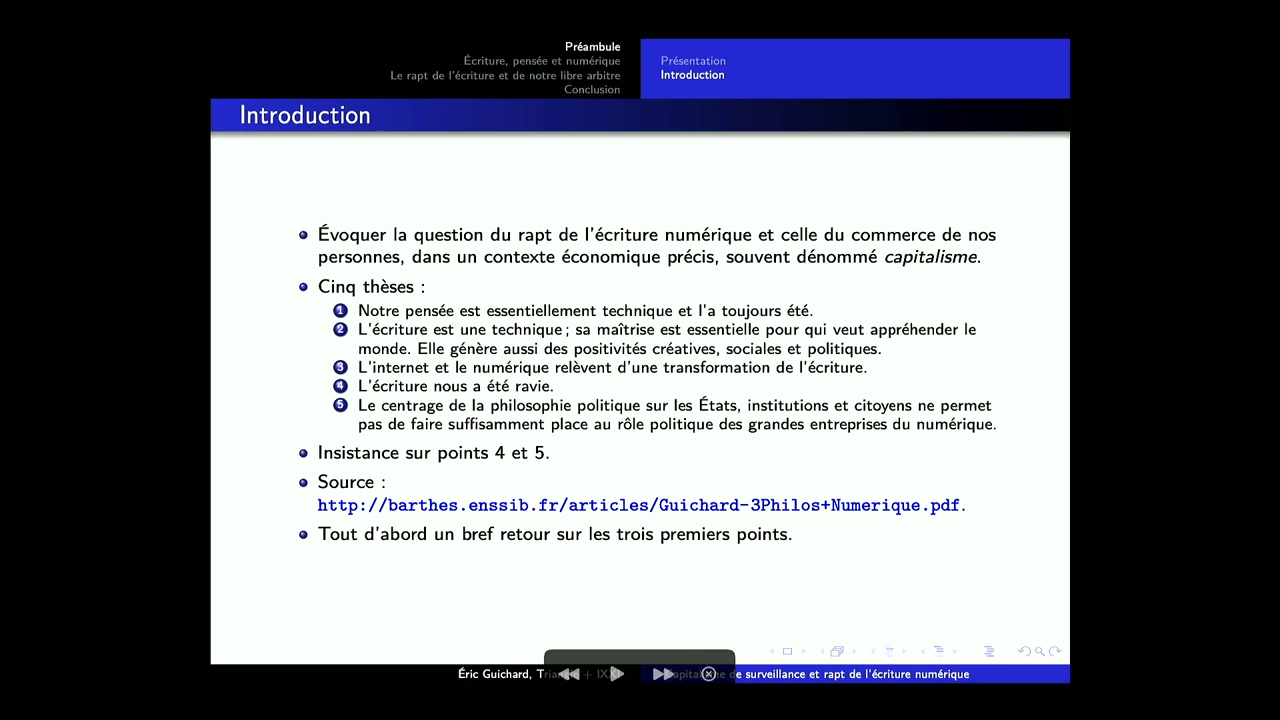 Préambule
Écriture, pensée et numérique
Le rapt de l'écriture et de notre libre arbitre
Conclusion
Présentation
Introduction
Introduction
Évoquer la question du rapt de l'écriture numérique et celle du commerce de nos
personnes, dans un contexte économique précis, souvent dénommé capitalisme.
Cinq thèses :
1 Notre pensée est essentiellement technique et l'a toujours été.
2 L'écriture est une technique ; sa maîtrise est essentielle pour qui veut appréhender le
monde. Elle génère aussi des positivités créatives, sociales et politiques.
3 L'internet et le numérique relèvent d'une transformation de l'écriture.
4 L'écriture nous a été ravie.
5 Le centrage de la philosophie politique sur les États, institutions et citoyens ne permet
pas de faire suffisamment place au rôle politique des grandes entreprises du numérique.
Insistance sur points 4 et 5.
Source :
http://barthes.enssib.fr/articles/Guichard-3Philos+Numerique.pdf.
Tout d'abord un bref retour sur les trois premiers points.
Éric Guichard, + de surveillance et rapt de l'écriture numérique